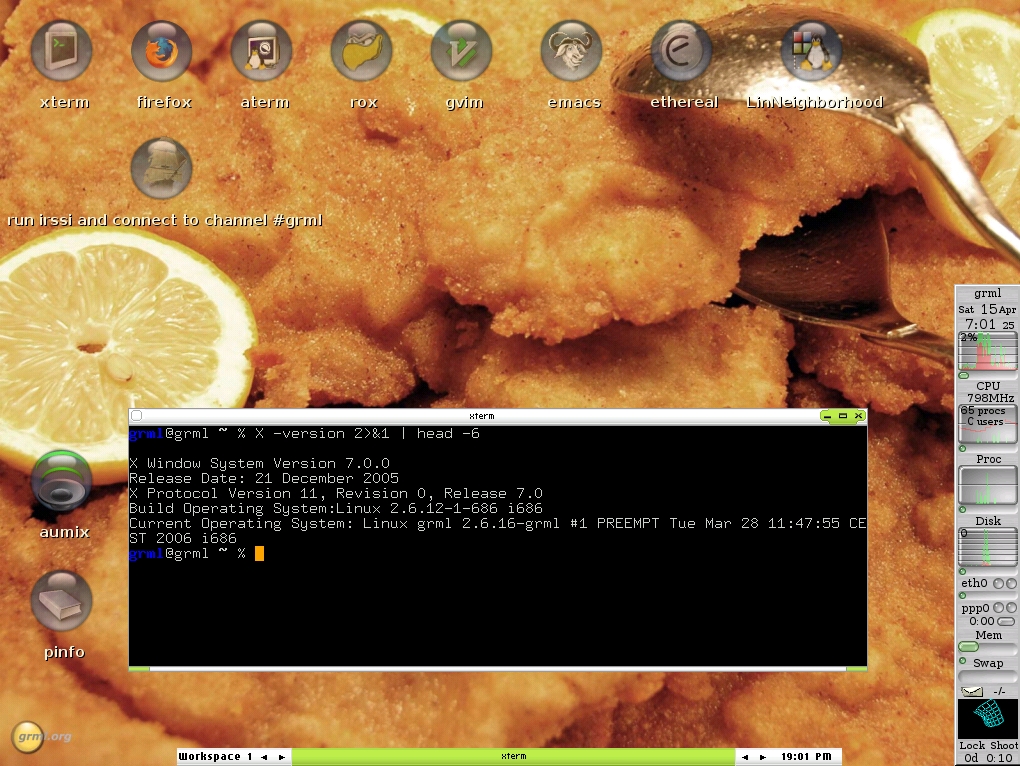 xterm firefox aterm rox gvim emacs ethereal LinNeighborhood
run irssi and connect to channel #grml
aumix
pinfo
grml.org
xterm
grml@grml ~ % X -version 2>&1 | head -6
X Window System Version 7.0.0
Release Date: 21 December 2005
X Protocol Version 11, Revision 0, Release 7.0
Build Operating System:Linux 2.6.12-1-686 i686
Current Operating System: Linux grml 2.6.16-grml #1 PREEMPT Tue Mar 28 11:47:55 CE
ST 2006 i686
grml@grml ~ %
grml
Sat 15 Apr
7:01 25
2%
CPU
798MHz
65 procs
C users
Proc
Disk
0
eth0
ppp0
0:00
Mem
Swap
-/-
Lock Shoot
0d 0:10
Workspace 1 xterm 19:01 PM